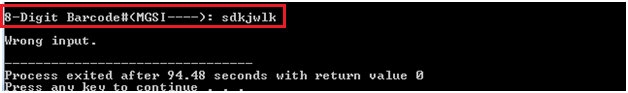 8-Digit Barcode#(MGSI----): sdkjwlk
Wrong input.
--------------------------------
Process exited after 94.48 seconds with return value 0
Press any key to continue . . .